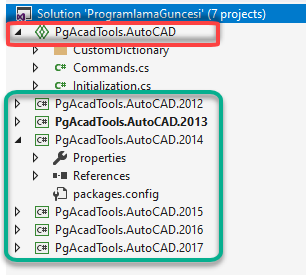 Solution 'ProgramlamaGuncesi' (7 projects)
PgAcadTools.AutoCAD
CustomDictionary
C# Commands.cs
C# Initialization.cs
C# PgAcadTools.AutoCAD.2012
C# PgAcadTools.AutoCAD.2013
C# PgAcadTools.AutoCAD.2014
Properties
References
packages.config
C# PgAcadTools.AutoCAD.2015
C# PgAcadTools.AutoCAD.2016
C# PgAcadTools.AutoCAD.2017